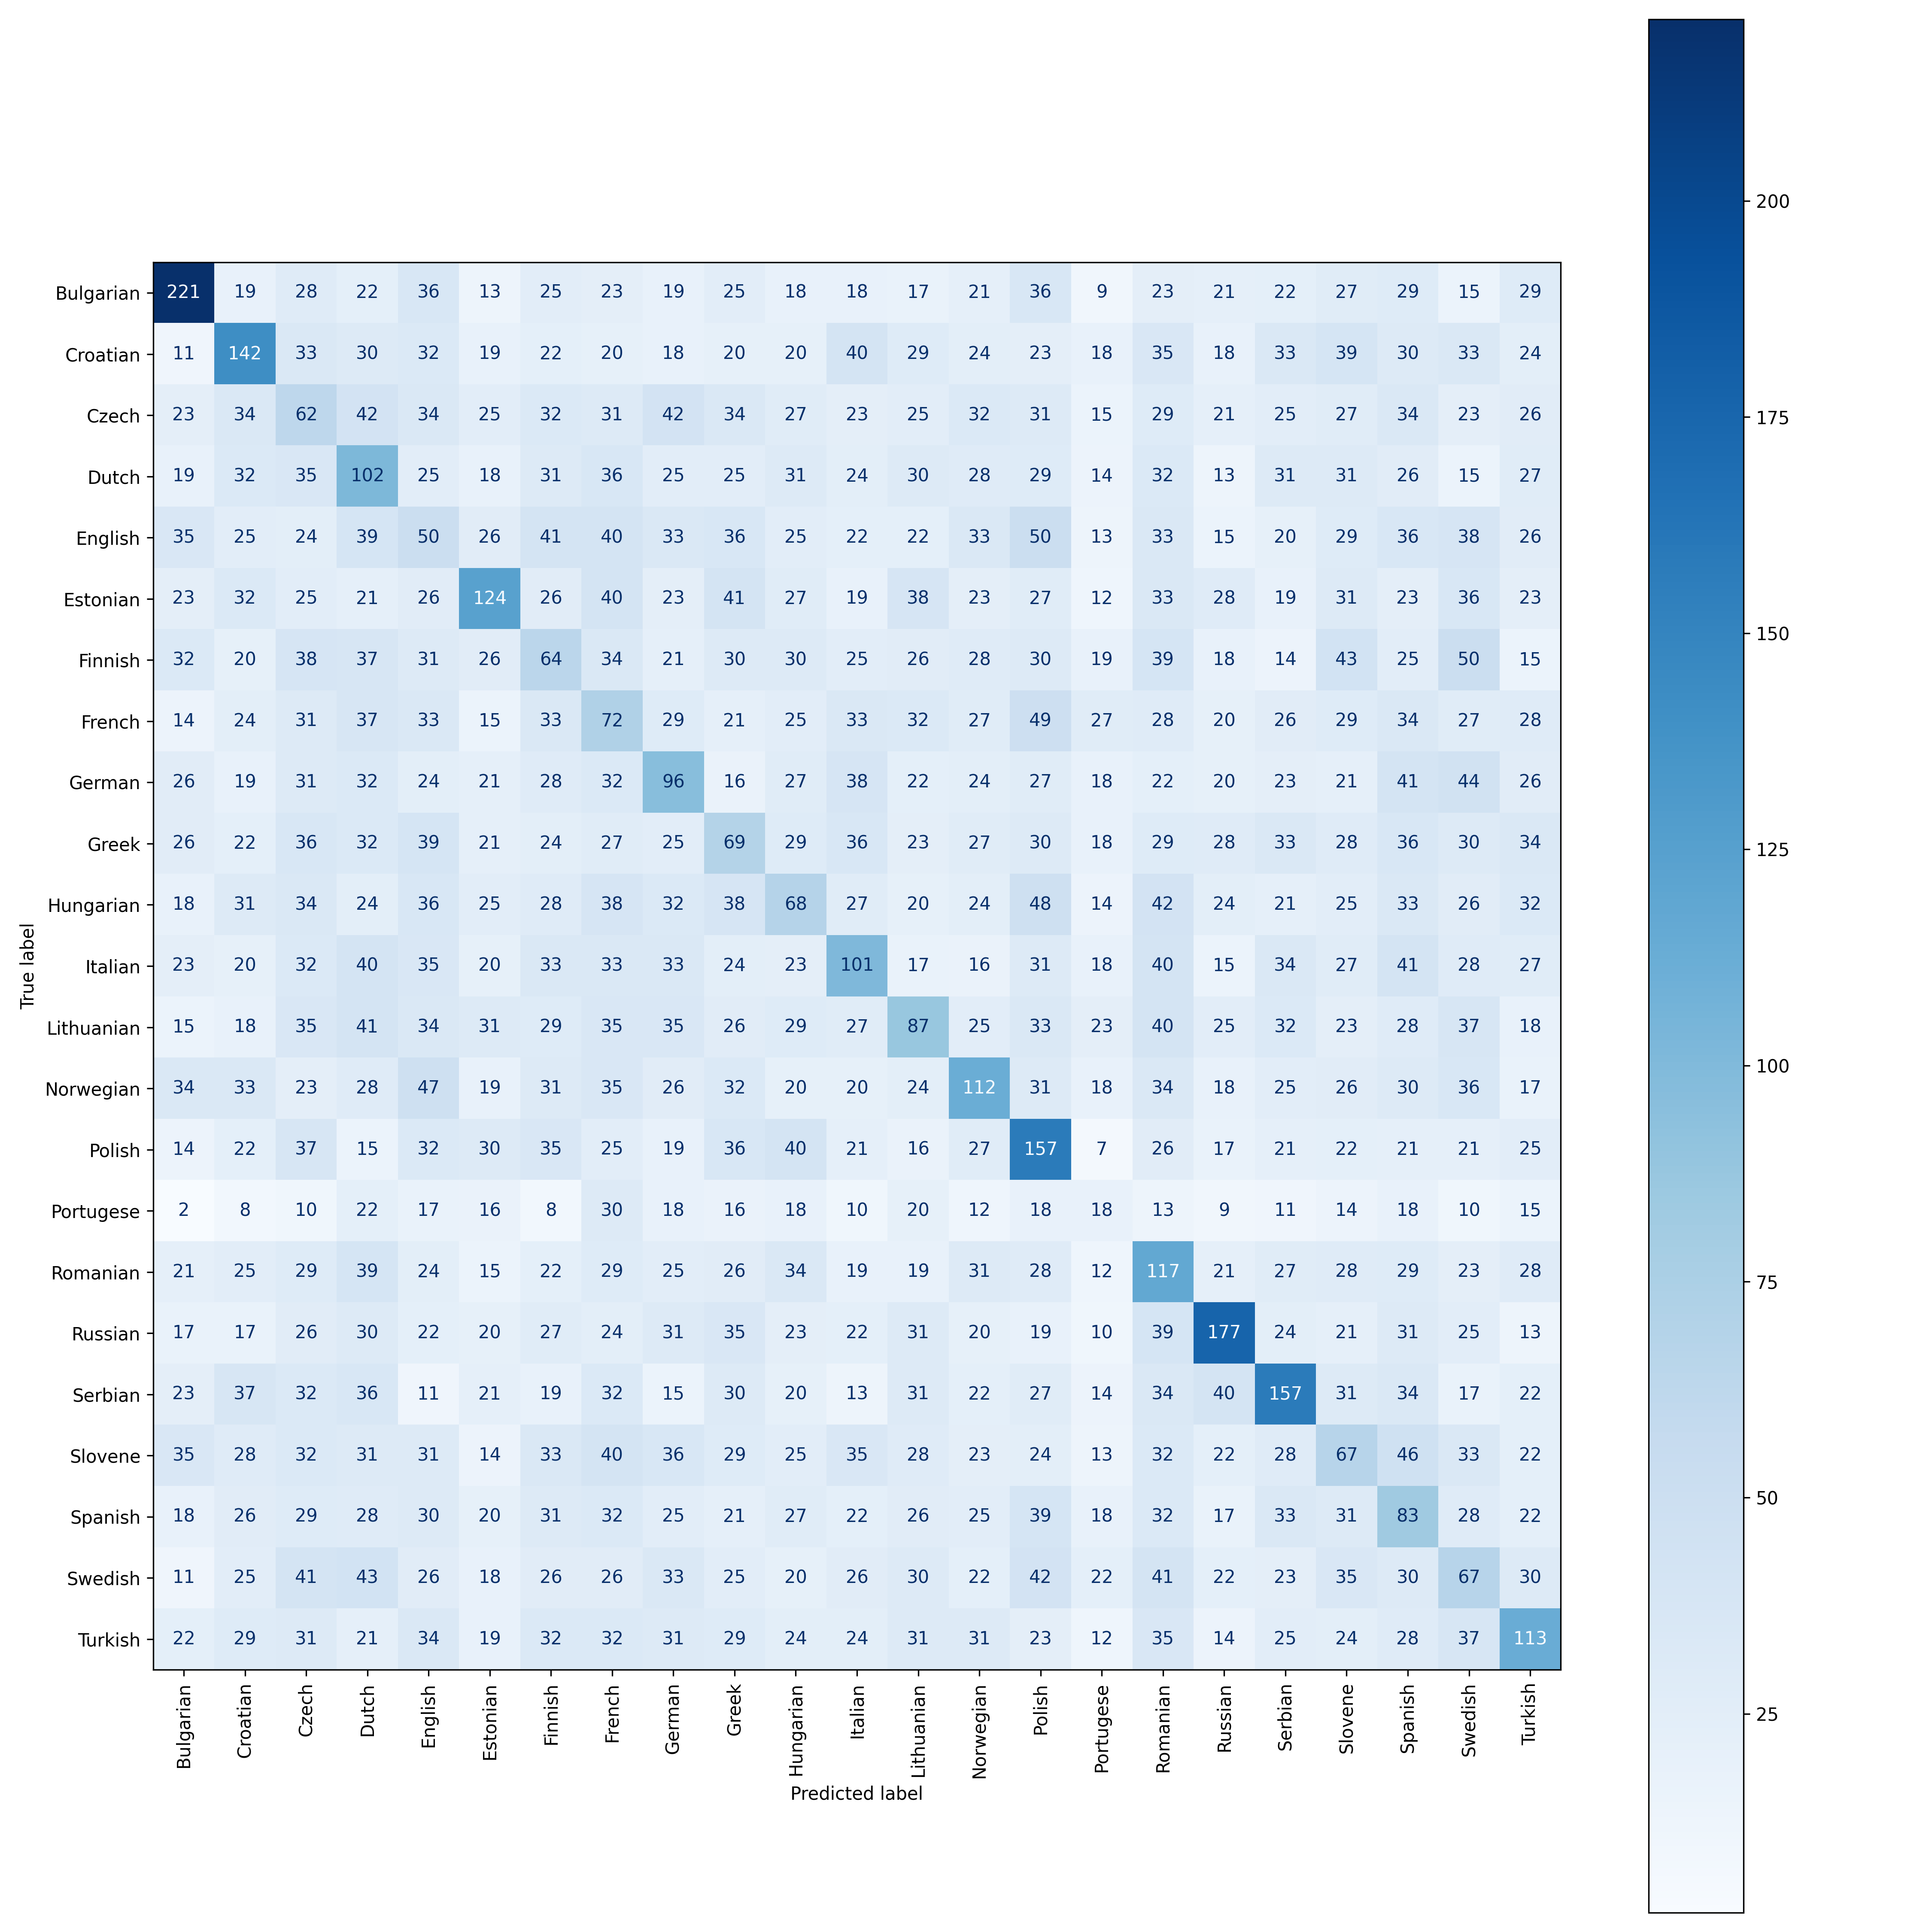 Bulgarian 221 19 28 22 36 13 25 23 19 25 18 18 17 21 36 9 23 21 22 27 29 15 29
Croatian 11 142 33 30 32 19 22 20 18 20 20 40 29 24 23 18 35 18 33 39 30 33 24
Czech 23 34 62 42 34 25 32 31 42 34 27 23 25 32 31 15 29 21 25 27 34 23 26
Dutch 19 32 35 102 25 18 31 36 25 25 31 24 30 28 29 14 32 13 31 31 26 15 27
English 35 25 24 39 50 26 41 40 33 36 25 22 22 33 50 13 33 15 20 29 36 38 26
Estonian 23 32 25 21 26 124 26 40 23 41 27 19 38 23 27 12 33 28 19 31 23 36 23
Finnish 32 20 38 37 31 26 64 34 21 30 30 25 26 28 30 19 39 18 14 43 25 50 15
French 14 24 31 37 33 15 33 72 29 21 25 33 32 27 49 27 28 20 26 29 34 27 28
German 26 19 31 32 24 21 28 32 96 16 27 38 22 24 27 18 22 20 23 21 41 44 26
Greek 26 22 36 32 39 21 24 27 25 69 29 36 23 27 30 18 29 28 33 28 36 30 34
Hungarian 18 31 34 24 36 25 28 38 32 38 68 27 20 24 48 14 42 24 21 25 33 26 32
Italian 23 20 32 40 35 20 33 33 33 24 23 101 17 16 31 18 40 15 34 27 41 28 27
Lithuanian 15 18 35 41 34 31 29 35 35 26 29 27 87 25 33 23 40 25 32 23 28 37 18
Norwegian 34 33 23 28 47 19 31 35 26 32 20 20 24 112 31 18 34 18 25 26 30 36 17
Polish 14 22 37 15 32 30 35 25 19 36 40 21 16 27 157 7 26 17 21 22 21 21 25
Portugese 2 8 10 22 17 16 8 30 18 16 18 10 20 12 18 18 13 9 11 14 18 10 15
Romanian 21 25 29 39 24 15 22 29 25 26 34 19 19 31 28 12 117 21 27 28 29 23 28
Russian 17 17 26 30 22 20 27 24 31 35 23 22 31 20 19 10 39 177 24 21 31 25 13
Serbian 23 37 32 36 11 21 19 32 15 30 20 13 31 22 27 14 34 40 157 31 34 17 22
Slovene 35 28 32 31 31 14 33 40 36 29 25 35 28 23 24 13 32 22 28 67 46 33 22
Spanish 18 26 29 28 30 20 31 32 25 21 27 22 26 25 39 18 32 17 33 31 83 28 22
Swedish 11 25 41 43 26 18 26 26 33 25 20 26 30 22 42 22 41 22 23 35 30 67 30
Turkish 22 29 31 21 34 19 32 32 31 29 24 24 31 31 23 12 35 14 25 24 28 37 113
Bulgarian Croatian Czech Dutch English Estonian Finnish French German Greek Hungarian Italian Lithuanian Norwegian Polish Portugese Romanian Russian Serbian Slovene Spanish Swedish Turkish
Predicted label
True label
200
175
150
125
100
75
50
25